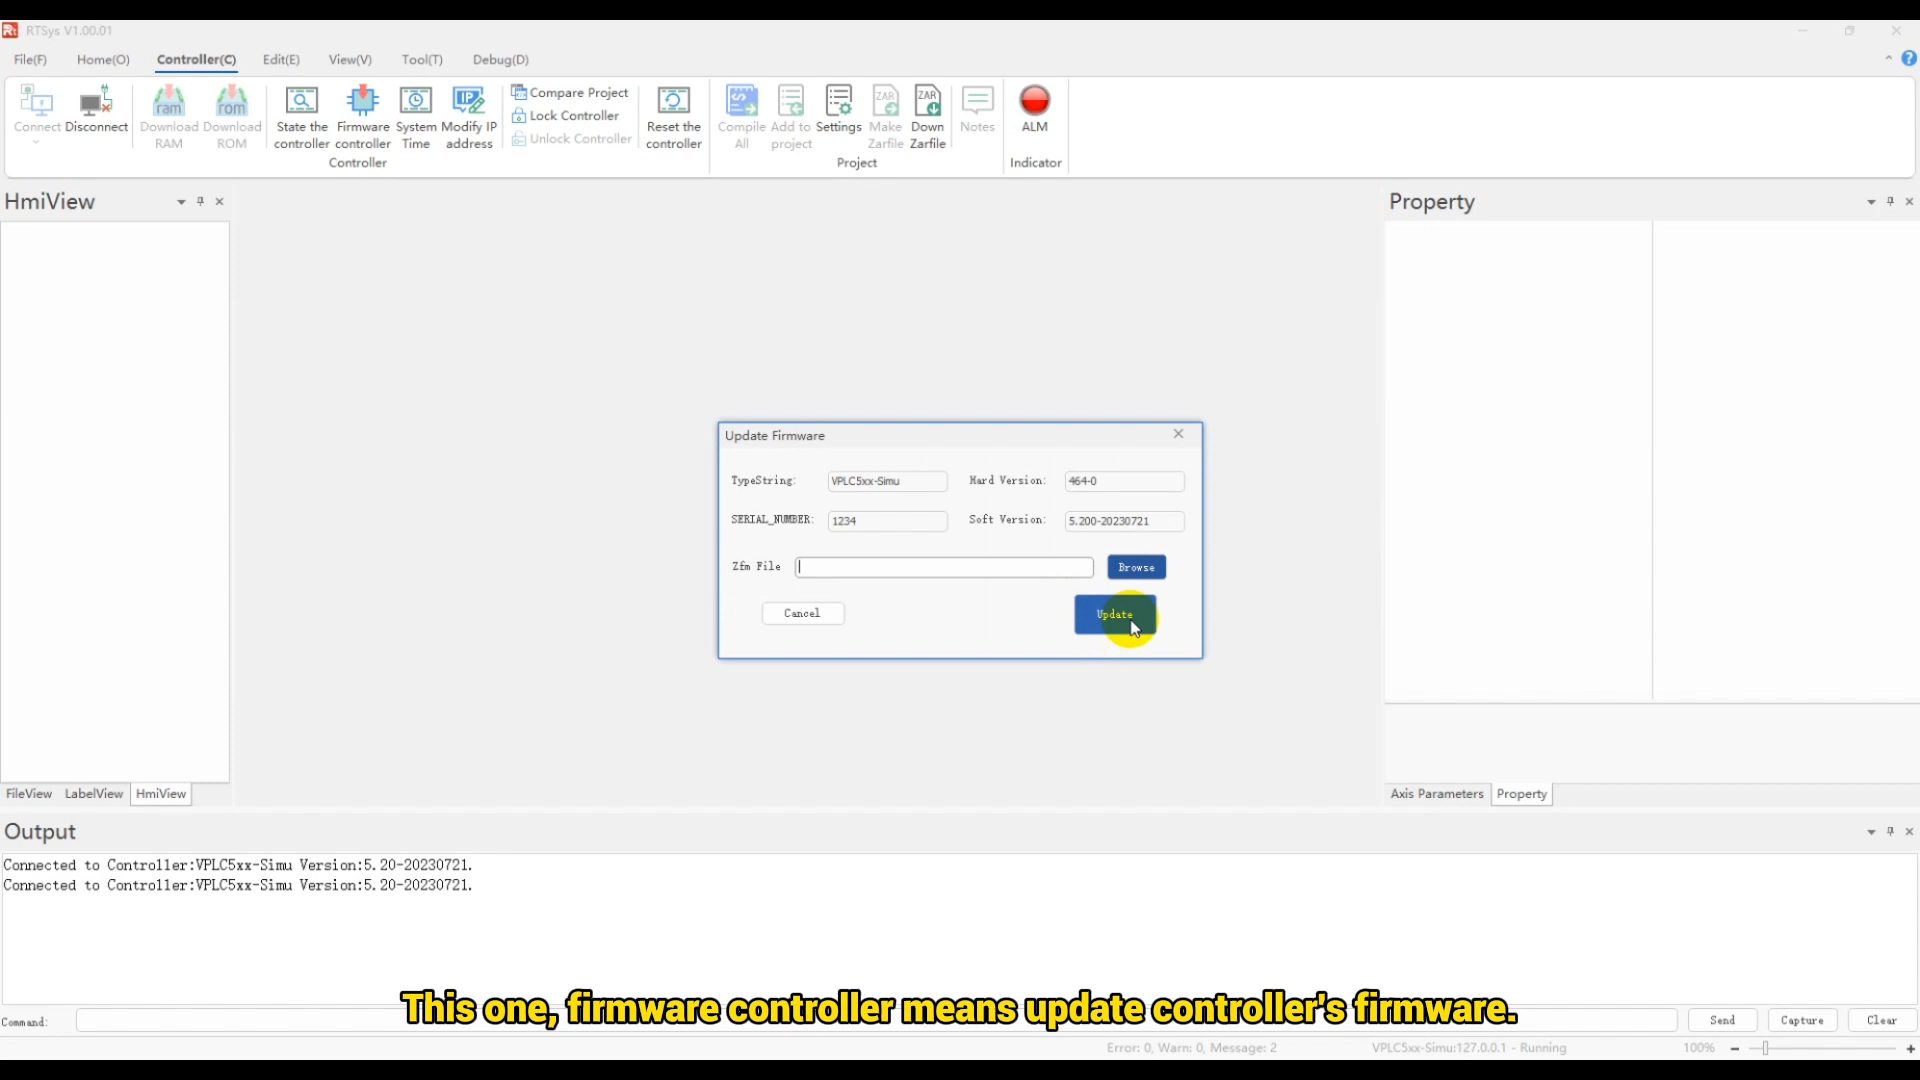 RTSys V1.00.01
File(F) Home(O) Controller(C) Edit(E) View(V) Tool(T) Debug(D)
Connect
Disconnect
ram
Download RAM
rom
Download ROM
State the controller
Firmware controller
System Time
IP
Modify IP address
Compare Project
Lock Controller
Unlock Controller
Controller
Reset the controller
Compile All
Add to project
Settings
ZAR
Make Zarfile
ZAR
Down Zarfile
Project
Notes
ALM
Indicator
HmiView
Property
Update Firmware
TypeString: VPLC5xx-Simu Hard Version: 464-0
SERIAL_NUMBER: 1234 Soft Version: 5.200-20230721
Zfm File Browse
Cancel Update
FileView LabelView HmiView
Axis Parameters Property
Output
Connected to Controller:VPLC5xx-Simu Version:5.20-20230721.
Connected to Controller:VPLC5xx-Simu Version:5.20-20230721.
This one, firmware controller means update controller's firmware.
Command: Send Capture Clear
Error: 0, Warn: 0, Message: 2 VPLC5xx-Simu:127.0.0.1 - Running 100%